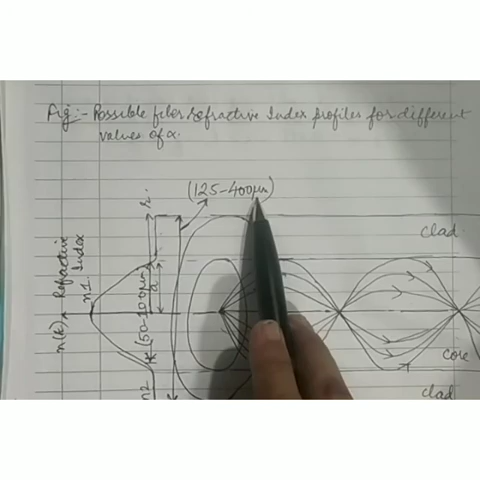 Fig:- Possible fiber refractive Index profiles for different
values of α.
(125-400μm)
r.
clad.
n(r) Refractive
n1. Index
(50-100μm)
a
core
n2
clad